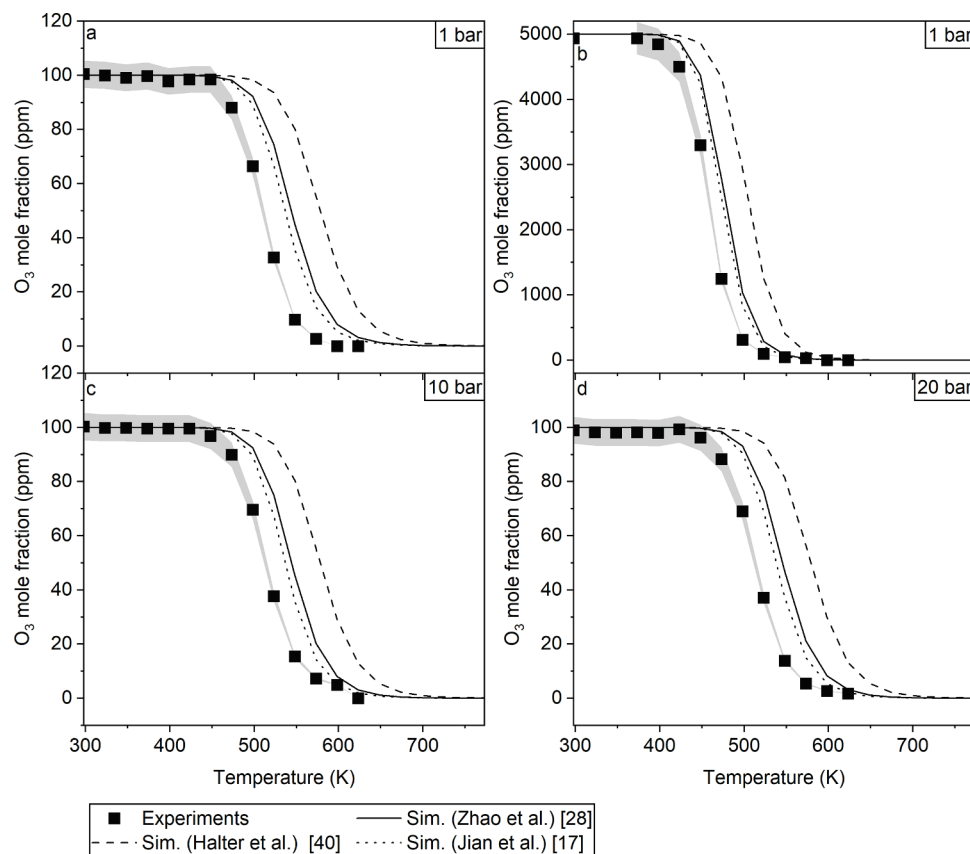 a
1 bar
b
1 bar
120
100
80
60
40
20
0
O3 mole fraction (ppm)
5000
4000
3000
2000
1000
0
O3 mole fraction (ppm)
c
10 bar
d
20 bar
120
100
80
60
40
20
0
O3 mole fraction (ppm)
120
100
80
60
40
20
0
O3 mole fraction (ppm)
300 400 500 600 700
300 400 500 600 700
Temperature (K)
Temperature (K)
Experiments
Sim. (Zhao et al.) [28]
Sim. (Halter et al.) [40]
Sim. (Jian et al.) [17]